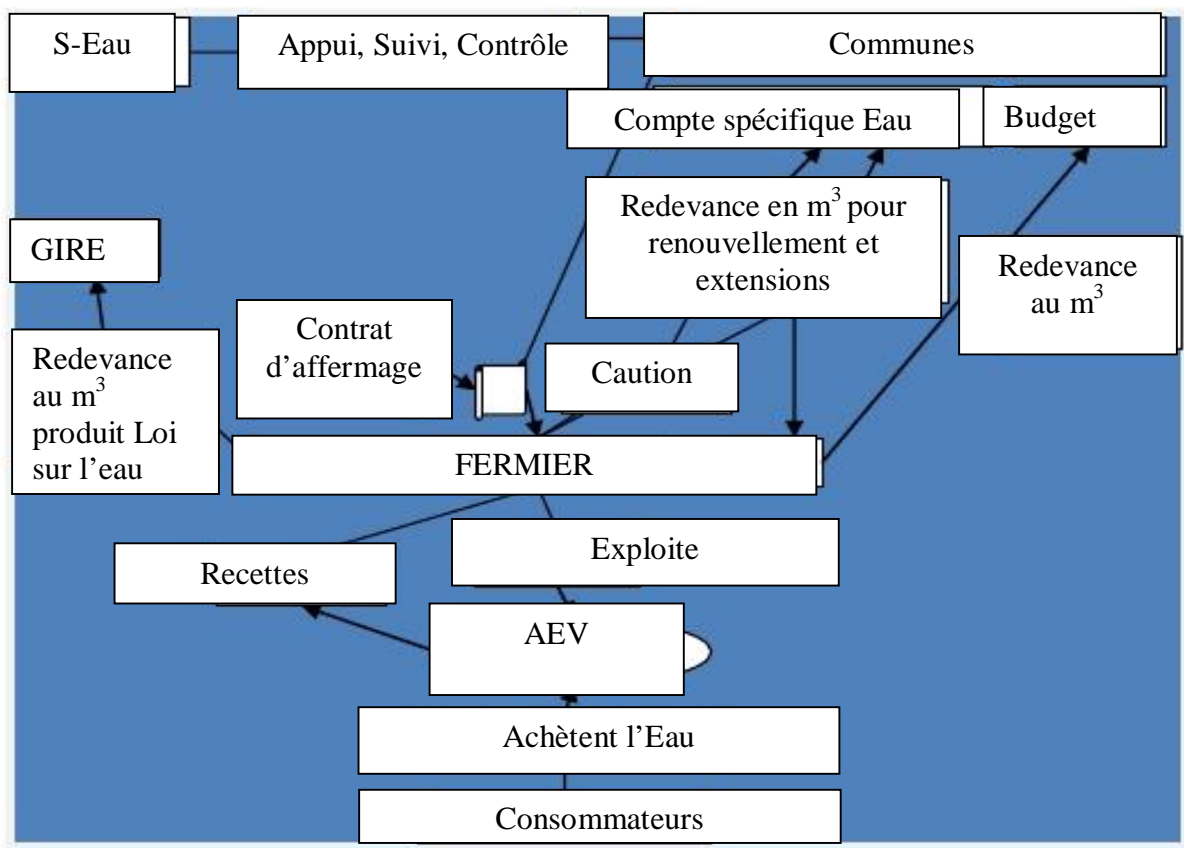 S-Eau
Appui, Suivi, Contrôle
Communes
Compte spécifique Eau
Budget
Redevance en m³ pour
renouvellement et
extensions
GIRE
Redevance
au m³
Contrat
d’affermage
Redevance
au m³
produit Loi
sur l’eau
Caution
FERMIER
Exploite
Recettes
AEV
Achètent l’Eau
Consommateurs